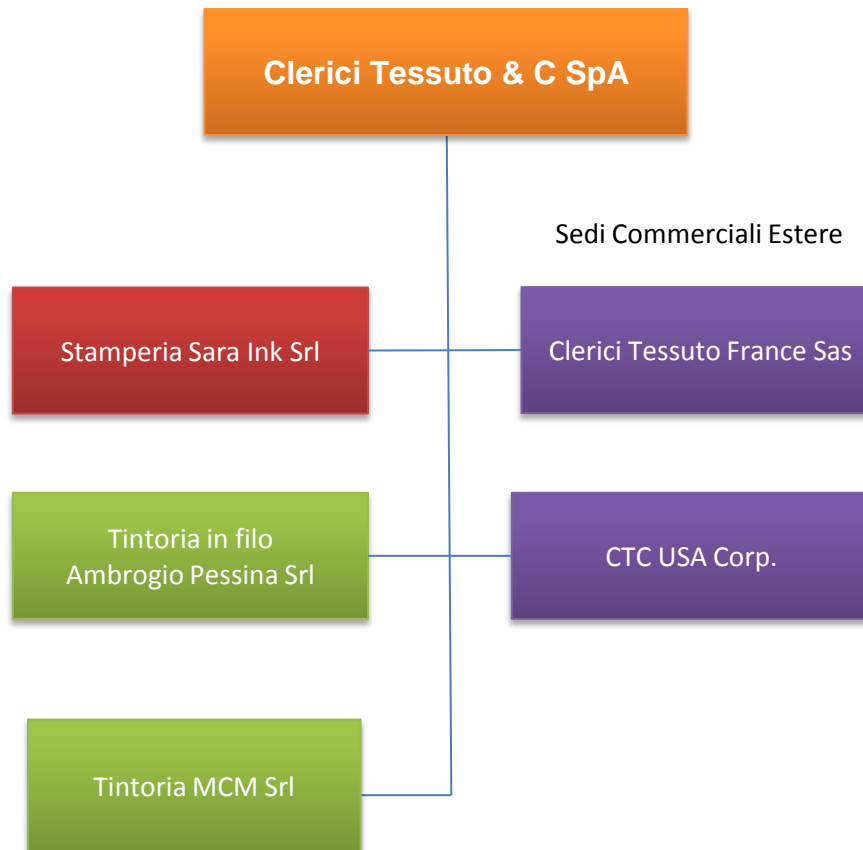 Clerici Tessuto & C SpA
Sedi Commerciali Estere
Stamperia Sara Ink Srl
Clerici Tessuto France Sas
Tintoria in filo
Ambrogio Pessina Srl
CTC USA Corp.
Tintoria MCM Srl